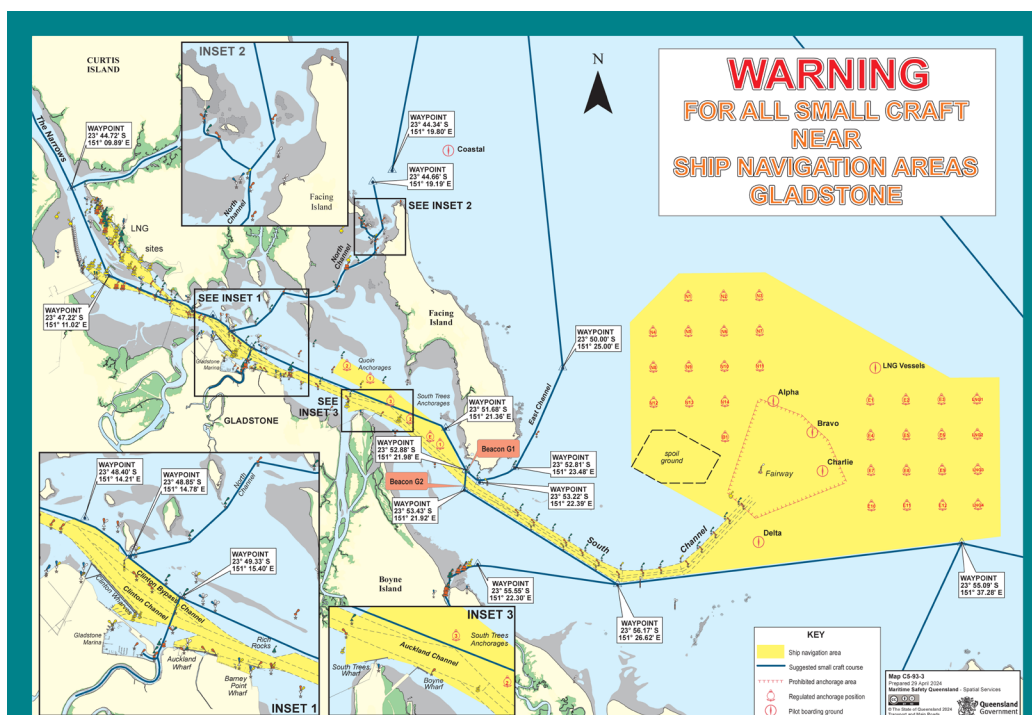 WARNING
FOR ALL SMALL CRAFT
NEAR
SHIP NAVIGATION AREAS
GLADSTONE
N
CURTIS
ISLAND
The Narrows
WAYPOINT
23° 44.72' S
151° 09.89' E
LNG
sites
WAYPOINT
23° 47.22' S
151° 11.02' E
INSET 2
North
Channel
Facing
Island
WAYPOINT
23° 44.34' S
151° 19.80' E
Coastal
WAYPOINT
23° 44.66' S
151° 19.19' E
SEE INSET 2
North
Channel
SEE INSET 1
Facing
Island
Gladstone
Marina
GLADSTONE
Quoin
Anchorages
SEE
INSET 3
South Trees
Anchorages
WAYPOINT
23° 50.00' S
151° 25.00' E
East Channel
WAYPOINT
23° 51.68' S
151° 21.36' E
WAYPOINT
23° 52.88' S
151° 21.98' E
Beacon G1
Beacon G2
WAYPOINT
23° 52.81' S
151° 23.48' E
WAYPOINT
23° 53.22' S
151° 22.39' E
WAYPOINT
23° 53.43' S
151° 21.92' E
South
Channel
Boyne
Island
WAYPOINT
23° 55.55' S
151° 22.30' E
WAYPOINT
23° 56.17' S
151° 26.62' E
WAYPOINT
23° 55.09' S
151° 37.28' E
LNG Vessels
Alpha
Bravo
Charlie
Fairway
Delta
spoil
ground
WAYPOINT
23° 48.40' S
151° 14.21' E
WAYPOINT
23° 48.85' S
151° 14.78' E
North
Channel
WAYPOINT
23° 49.33' S
151° 15.40' E
Clinton Bypass Channel
Clinton Channel
Clinton Wharves
Gladstone
Marina
Auckland
Wharf
Rich
Rocks
Barney
Point
Wharf
INSET 1
INSET 3
South Trees
Anchorages
Auckland Channel
South Trees
Wharf
Boyne
Wharf
KEY
Ship navigation area
Suggested small craft course
Prohibited anchorage area
Regulated anchorage position
Pilot boarding ground
Map C5-93-3
Prepared 29 April 2024
Maritime Safety Queensland - Spatial Services
© The State of Queensland 2024
Queensland
Government